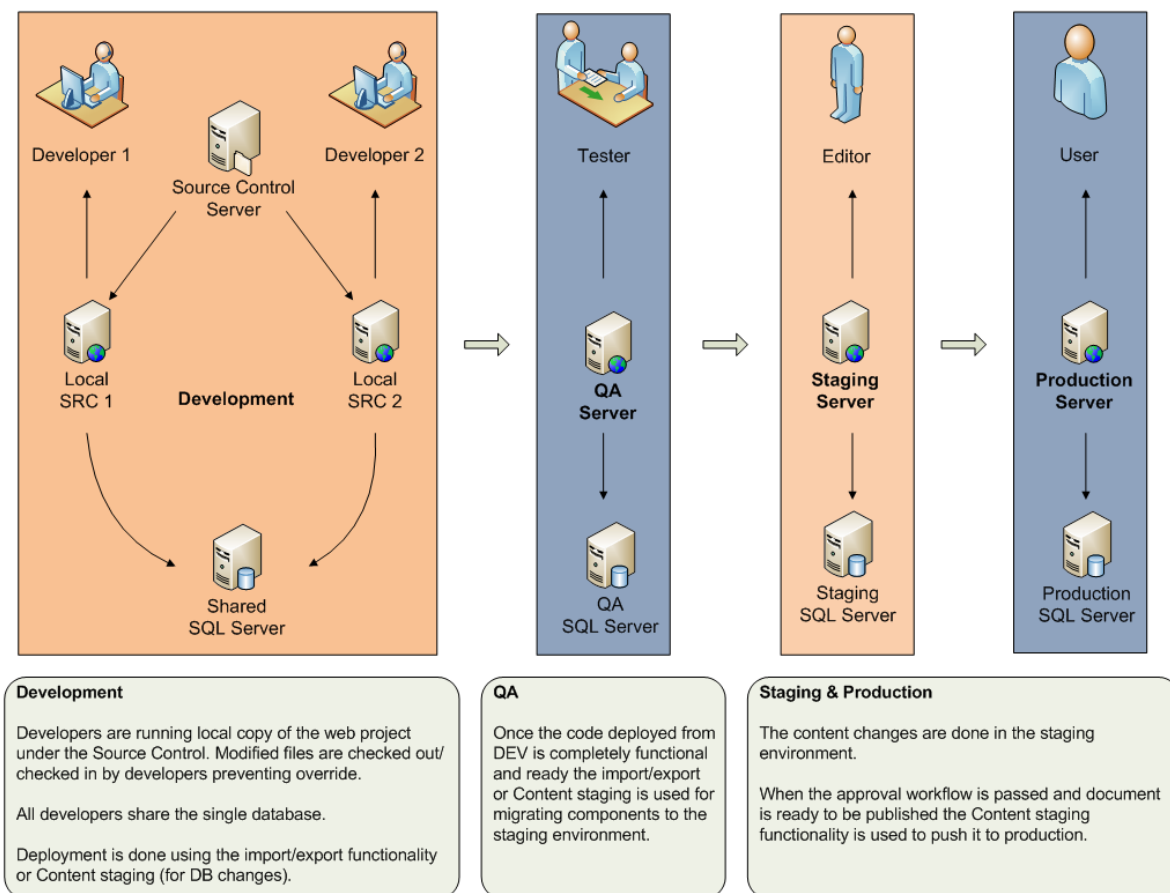 Developer 1
Developer 2
Source Control
Server
Local
SRC 1
Development
Local
SRC 2
Shared
SQL Server
Tester
QA
Server
QA
SQL Server
Editor
Staging
Server
Staging
SQL Server
User
Production
Server
Production
SQL Server
Development
Developers are running local copy of the web project
under the Source Control. Modified files are checked out/
checked in by developers preventing override.
All developers share the single database.
Deployment is done using the import/export functionality
or Content staging (for DB changes).
QA
Once the code deployed from
DEV is completely functional
and ready the import/export
or Content staging is used for
migrating components to the
staging environment.
Staging & Production
The content changes are done in the staging
environment.
When the approval workflow is passed and document
is ready to be published the Content staging
functionality is used to push it to production.